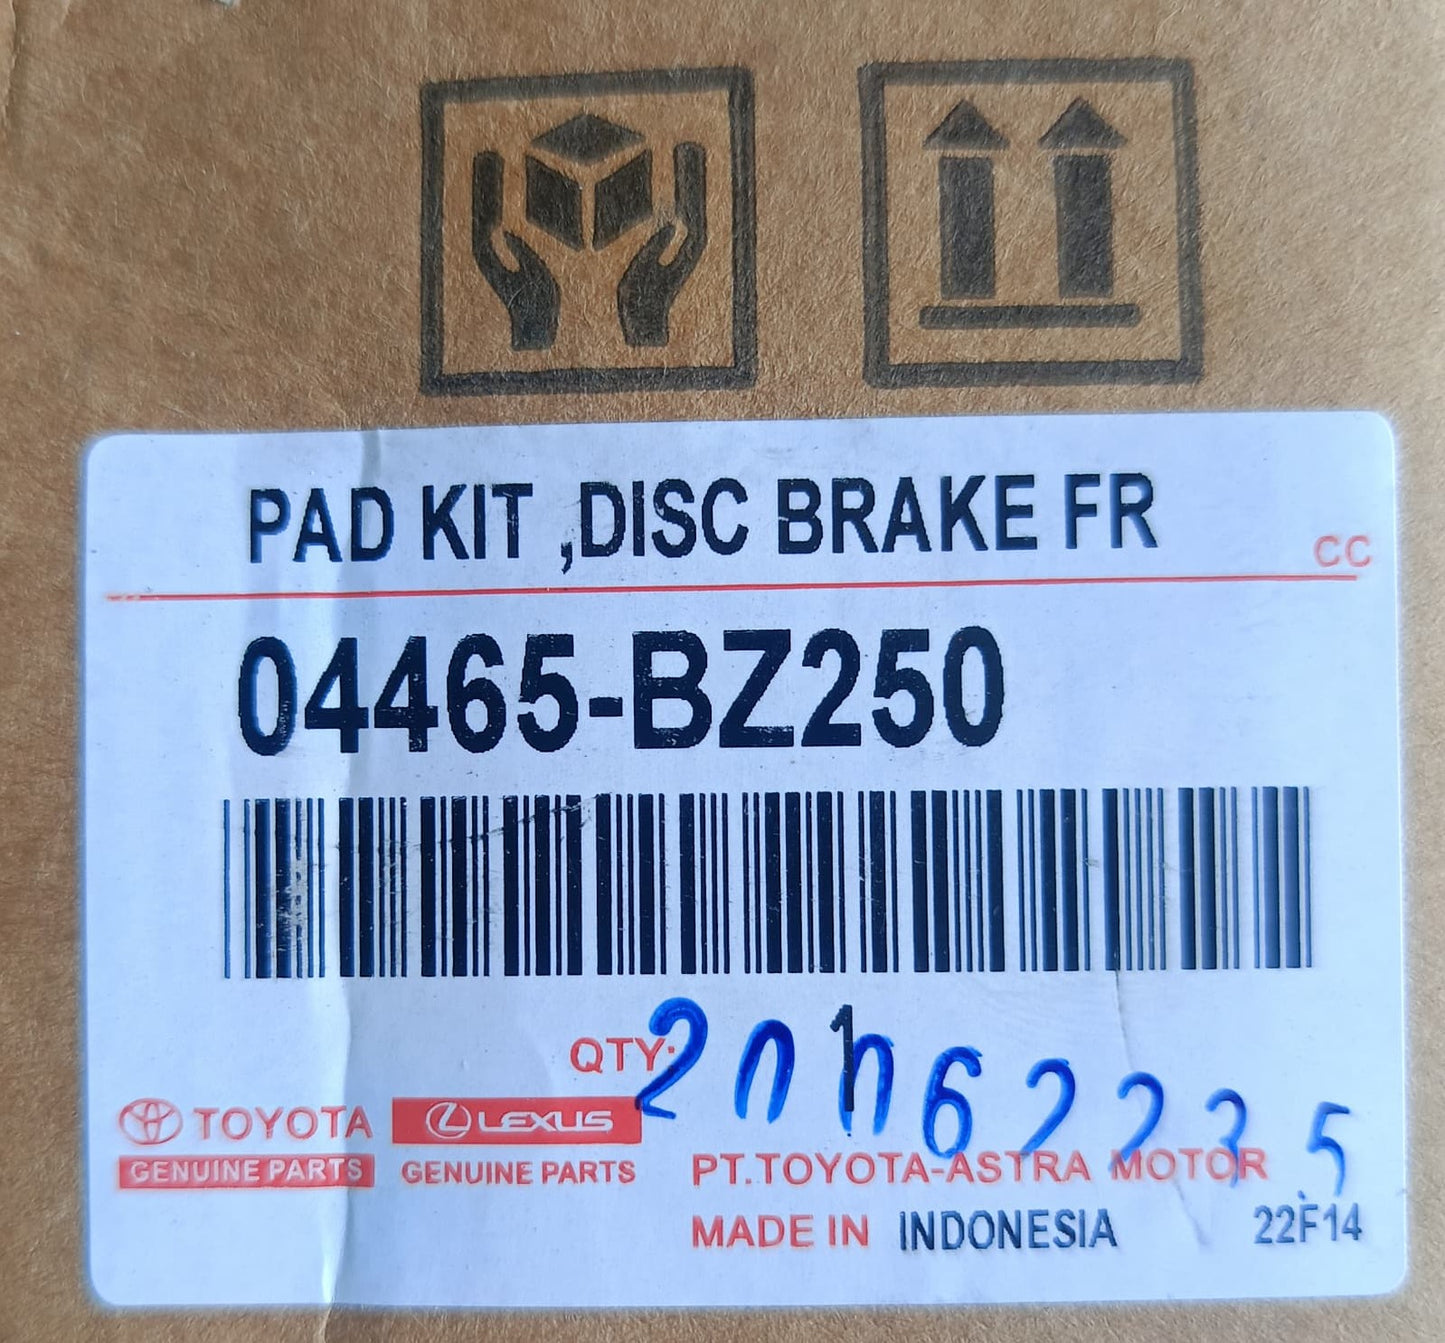 PAD KIT ,DISC BRAKE FR
CC
04465-BZ250
QTY: 1
TOYOTA
GENUINE PARTS
LEXUS
GENUINE PARTS
PT.TOYOTA-ASTRA MOTOR
MADE IN INDONESIA
22F14